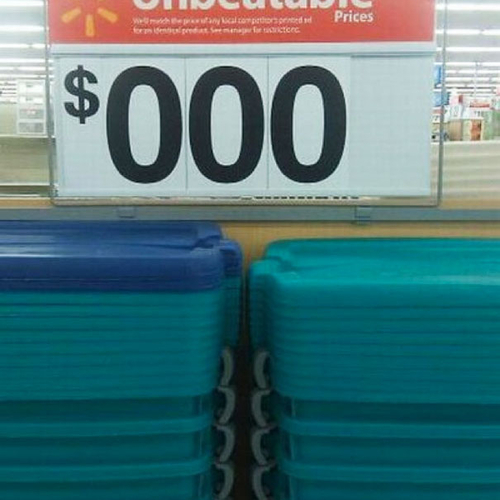 Unbeatable
Prices
We'll match the price of any local competitor's printed ad
for an identical product. See manager for restrictions.
$000